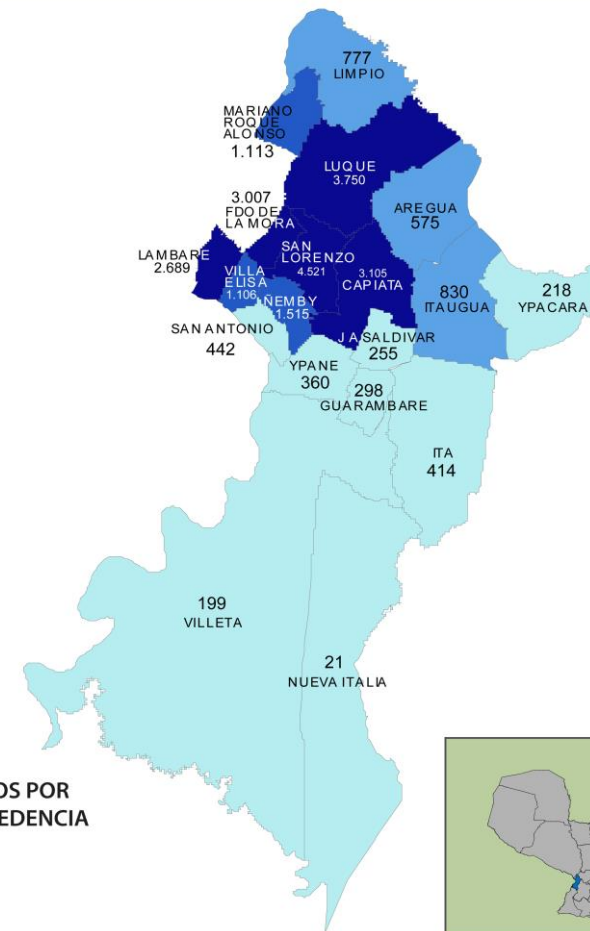 777
LIMPIO
MARIANO
ROQUE
ALONSO
1.113
LUQUE
3.750
3.007
FDO DE
LA MORA
AREGUA
575
LAMBARE
2.689
SAN
LORENZO
4.521
3.105
CAPIATA
VILLA
ELISA
1.106
830
ITAUGUA
218
YPACARA
ÑEMBY
1.515
SAN ANTONIO
442
J A SALDIVAR
255
YPANE
360
298
GUARAMBARE
ITA
414
199
VILLETA
21
NUEVA ITALIA
OS POR
EDENCIA